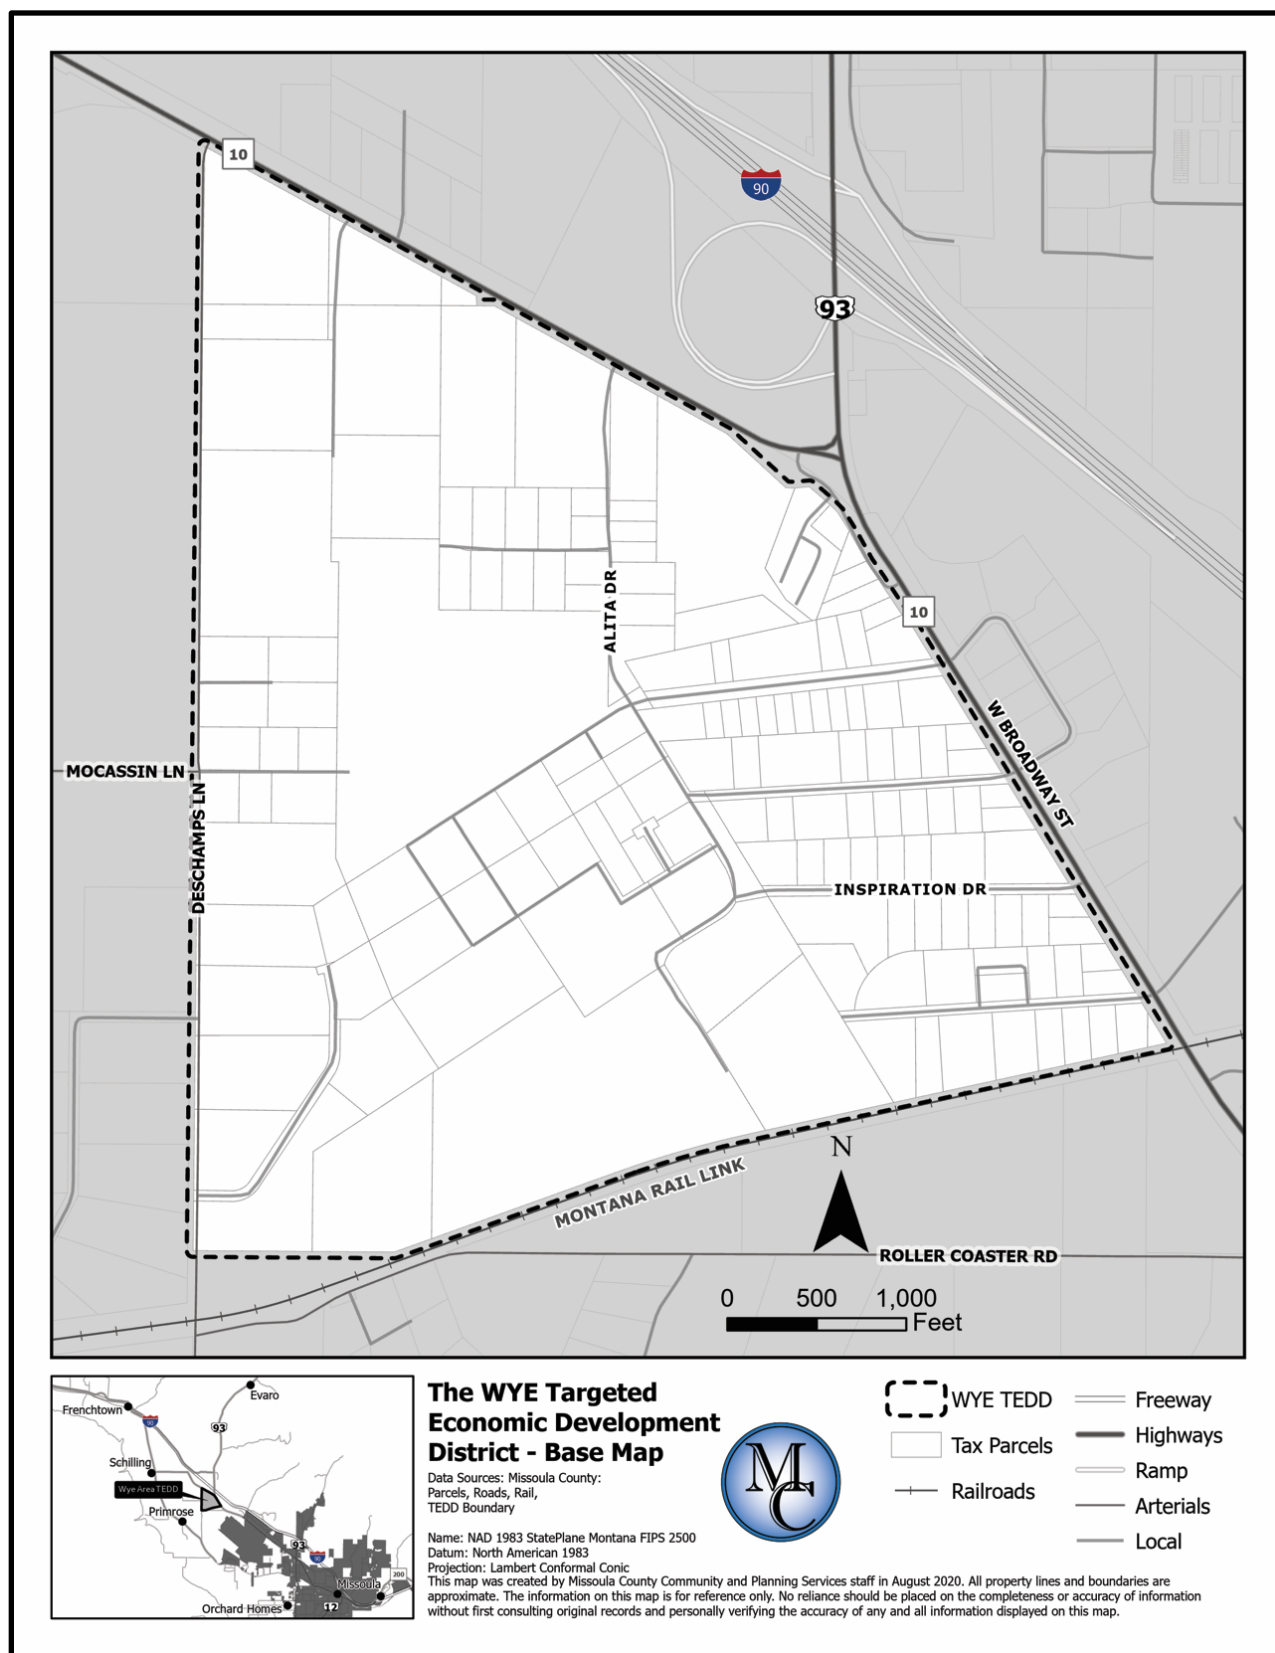 10
90
93
ALITA DR
10
W BROADWAY ST
MOCASSIN LN
DESCHAMPS LN
INSPIRATION DR
MONTANA RAIL LINK
N
ROLLER COASTER RD
0 500 1,000
Feet
Evaro
Frenchtown
90
93
Schilling
Wye Area TEDD
Primrose
93
90
200
Missoula
Orchard Homes
12
The WYE Targeted
Economic Development
District - Base Map
Data Sources: Missoula County:
Parcels, Roads, Rail,
TEDD Boundary
Name: NAD 1983 StatePlane Montana FIPS 2500
Datum: North American 1983
Projection: Lambert Conformal Conic
This map was created by Missoula County Community and Planning Services staff in August 2020. All property lines and boundaries are
approximate. The information on this map is for reference only. No reliance should be placed on the completeness or accuracy of information
without first consulting original records and personally verifying the accuracy of any and all information displayed on this map.
MC
WYE TEDD
Tax Parcels
Railroads
Freeway
Highways
Ramp
Arterials
Local